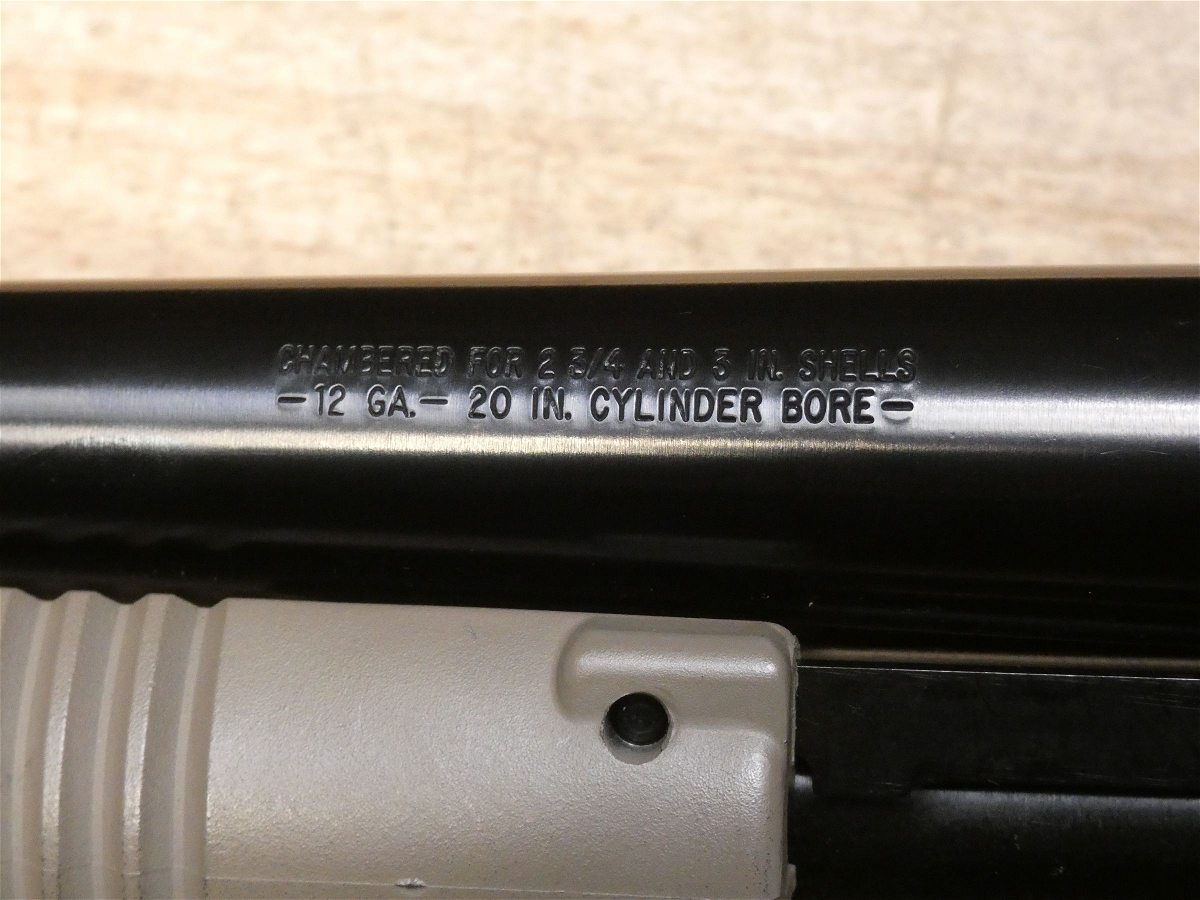 CHAMBERED FOR 2 3/4 AND 3 IN. SHELLS
-12 GA.- 20 IN. CYLINDER BORE-